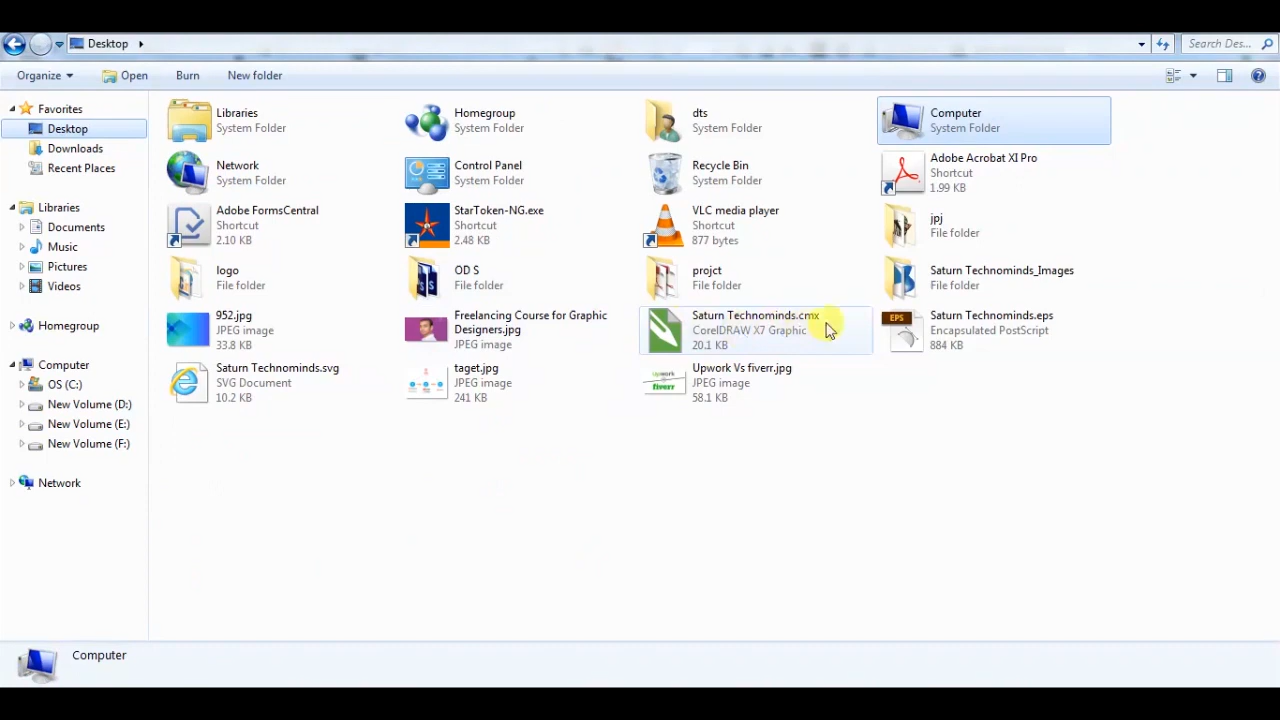 Desktop
Search Des...
Organize
Open
Burn
New folder
Favorites
Desktop
Downloads
Recent Places
Libraries
Documents
Music
Pictures
Videos
Homegroup
Computer
OS (C:)
New Volume (D:)
New Volume (E:)
New Volume (F:)
Network
Libraries
System Folder
Homegroup
System Folder
dts
System Folder
Computer
System Folder
Network
System Folder
Control Panel
System Folder
Recycle Bin
System Folder
Adobe Acrobat XI Pro
Shortcut
1.99 KB
Adobe FormsCentral
Shortcut
2.10 KB
StarToken-NG.exe
Shortcut
2.48 KB
VLC media player
Shortcut
877 bytes
jpj
File folder
logo
File folder
OD S
File folder
projct
File folder
Saturn Technominds_Images
File folder
952.jpg
JPEG image
33.8 KB
Freelancing Course for Graphic
Designers.jpg
JPEG image
Saturn Technominds.cmx
CorelDRAW X7 Graphic
20.1 KB
EPS
Saturn Technominds.eps
Encapsulated PostScript
884 KB
Saturn Technominds.svg
SVG Document
10.2 KB
taget.jpg
JPEG image
241 KB
upwork
fiverr
Upwork Vs fiverr.jpg
JPEG image
58.1 KB
Computer